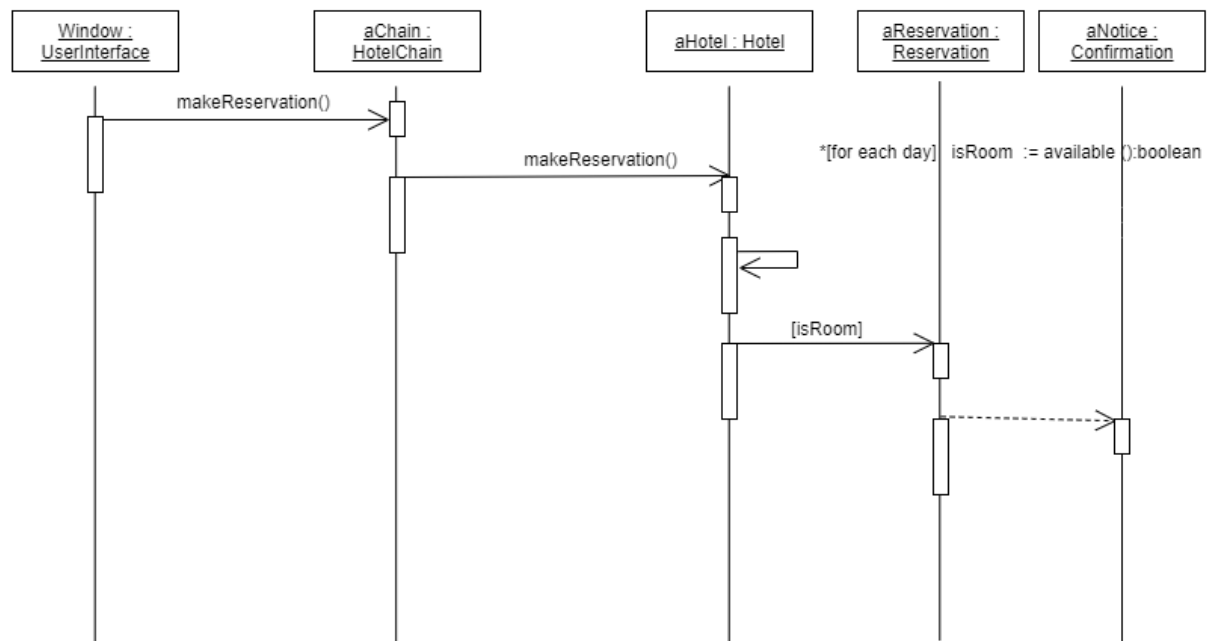 Window :
UserInterface
aChain :
HotelChain
aHotel : Hotel
aReservation :
Reservation
aNotice :
Confirmation
makeReservation()
makeReservation()
*[for each day] isRoom := available ():boolean
[isRoom]